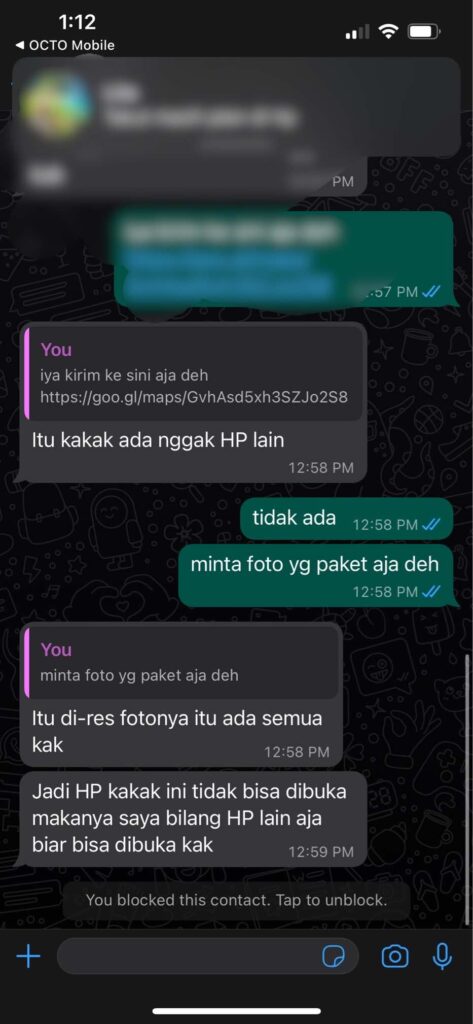 1:12
◀ OCTO Mobile
PM
:57 PM
You
iya kirim ke sini aja deh
https://goo.gl/maps/GvhAsd5xh3SZJo2S8
Itu kakak ada nggak HP lain
12:58 PM
tidak ada
12:58 PM
minta foto yg paket aja deh
12:58 PM
You
minta foto yg paket aja deh
Itu di-res fotonya itu ada semua
kak
12:58 PM
Jadi HP kakak ini tidak bisa dibuka
makanya saya bilang HP lain aja
biar bisa dibuka kak
12:59 PM
You blocked this contact. Tap to unblock.